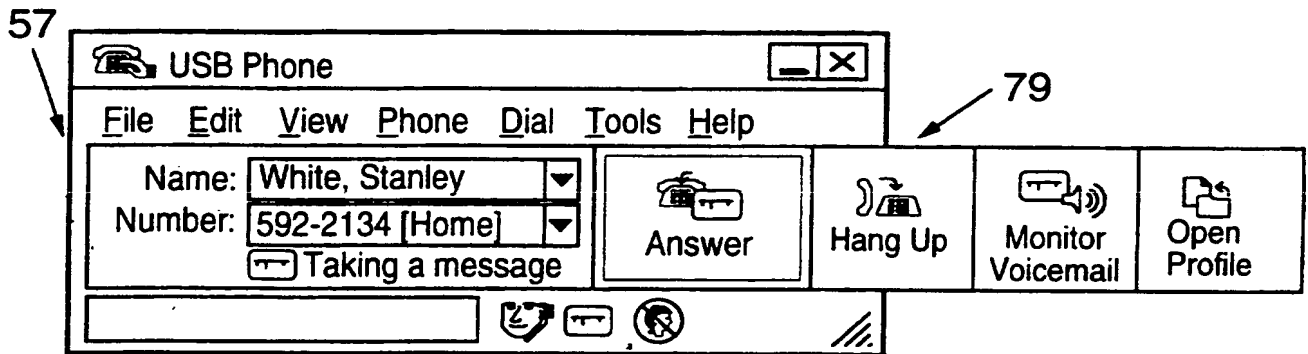 57
USB Phone
79
File Edit View Phone Dial Tools Help
Name: White, Stanley
Number: 592-2134 [Home]
Taking a message
Answer
Hang Up
Monitor
Voicemail
Open
Profile